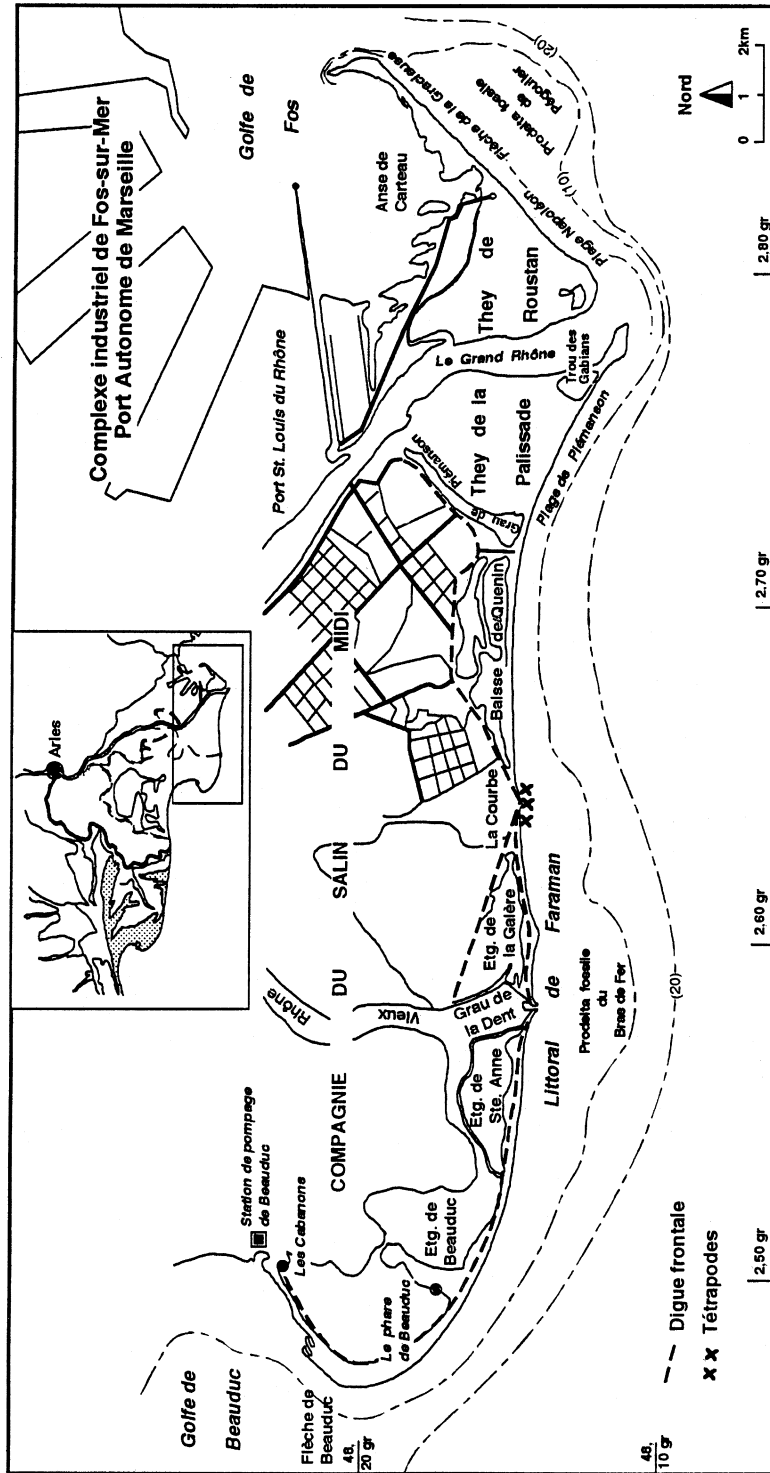 Complexe industriel de Fos-sur-Mer
Port Autonome de Marseille
Golfe de
Fos
Arles
Golfe de
Beauduc
Station de pompage
de Beauduc
Les Cabanons
Flèche de
Beauduc
Le phare
de Beauduc
Etg. de
Beauduc
COMPAGNIE
DU
SALIN
DU
MIDI
Rhône
Vieux
Etg. de
Ste. Anne
Grau de
la Dent
Etg. de
la Galère
La Courbe
Baisse de Quenin
Grau de Piémanson
Port St. Louis du Rhône
They de la
Palissade
Le Grand Rhône
Trou des
Gabians
They de
Roustan
Anse de
Carteau
Plage Napoléon - Flèche de la Gracieuse
Prodelta fossile
de
Pégoulier
(10)
(20)
Plage de Piémanson
Littoral de Faraman
Prodelta fossile
du
Bras de Fer
(20)
48,
20 gr
48,
10 gr
Digue frontale
x x Tétrapodes
2,50 gr
2.60 gr
2.70 gr
2.80 gr
Nord
0 1 2km